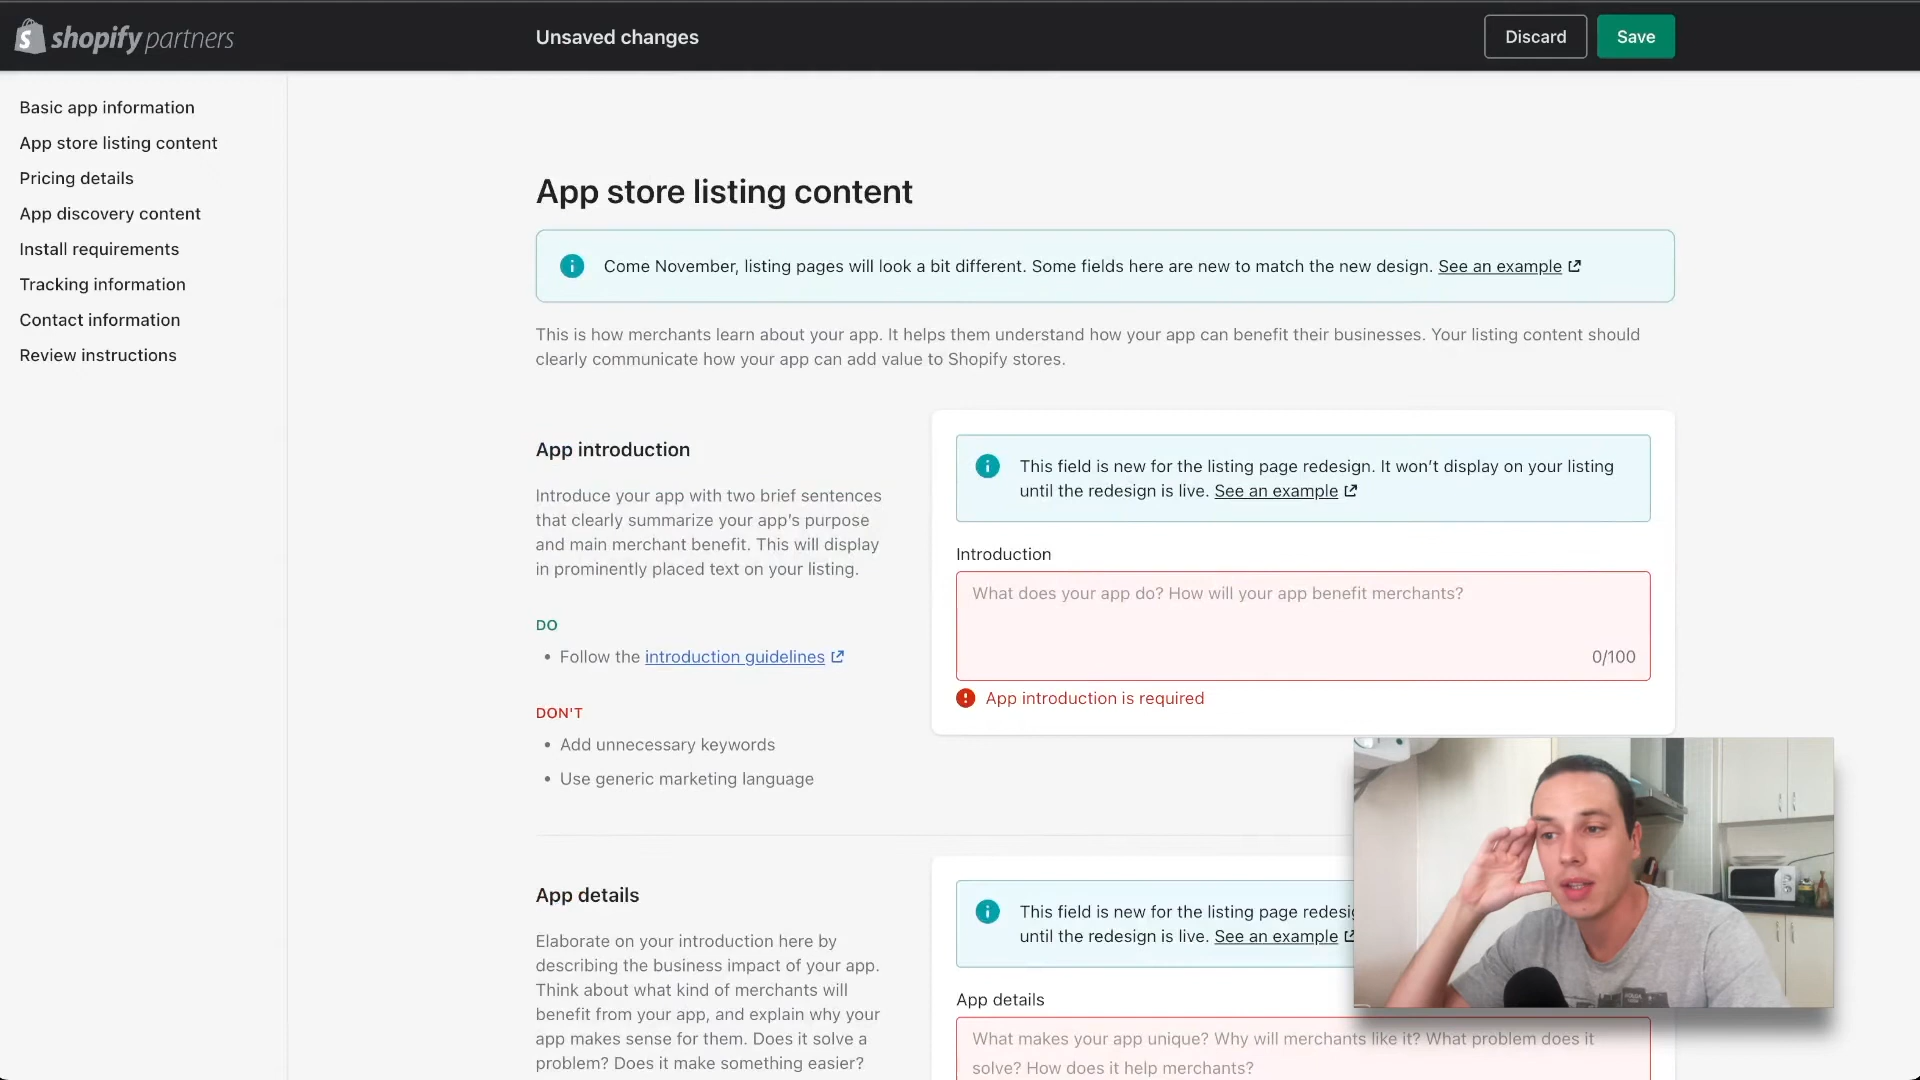 shopify partners
Unsaved changes
Discard
Save
Basic app information
App store listing content
Pricing details
App discovery content
Install requirements
Tracking information
Contact information
Review instructions
App store listing content
Come November, listing pages will look a bit different. Some fields here are new to match the new design. See an example
This is how merchants learn about your app. It helps them understand how your app can benefit their businesses. Your listing content should
clearly communicate how your app can add value to Shopify stores.
App introduction
Introduce your app with two brief sentences
that clearly summarize your app's purpose
and main merchant benefit. This will display
in prominently placed text on your listing.
DO
• Follow the introduction guidelines
DON'T
• Add unnecessary keywords
• Use generic marketing language
This field is new for the listing page redesign. It won't display on your listing
until the redesign is live. See an example
Introduction
What does your app do? How will your app benefit merchants?
0/100
App introduction is required
App details
Elaborate on your introduction here by
describing the business impact of your app.
Think about what kind of merchants will
benefit from your app, and explain why your
app makes sense for them. Does it solve a
problem? Does it make something easier?
This field is new for the listing page
until the redesign is live. See an example
App details
What makes your app unique? Why will merchants like it? What problem does it
solve? How does it help merchants?